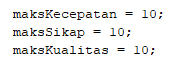 maksKecepatan = 10;
maksSikap = 10;
maksKualitas = 10;